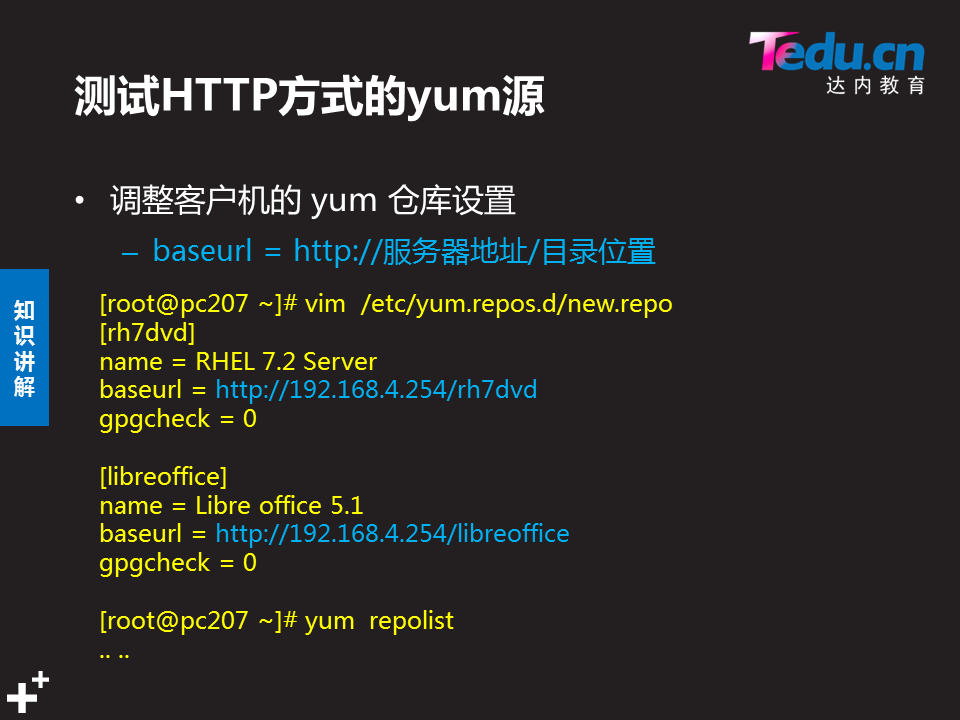 Tedu.cn
达内教育
测试HTTP方式的yum源
• 调整客户机的 yum 仓库设置
– baseurl = http://服务器地址/目录位置
知识讲解
[root@pc207 ~]# vim  /etc/yum.repos.d/new.repo
[rh7dvd]
name = RHEL 7.2 Server
baseurl = http://192.168.4.254/rh7dvd
gpgcheck = 0
[libreoffice]
name = Libre office 5.1
baseurl = http://192.168.4.254/libreoffice
gpgcheck = 0
[root@pc207 ~]# yum  repolist
.. ..